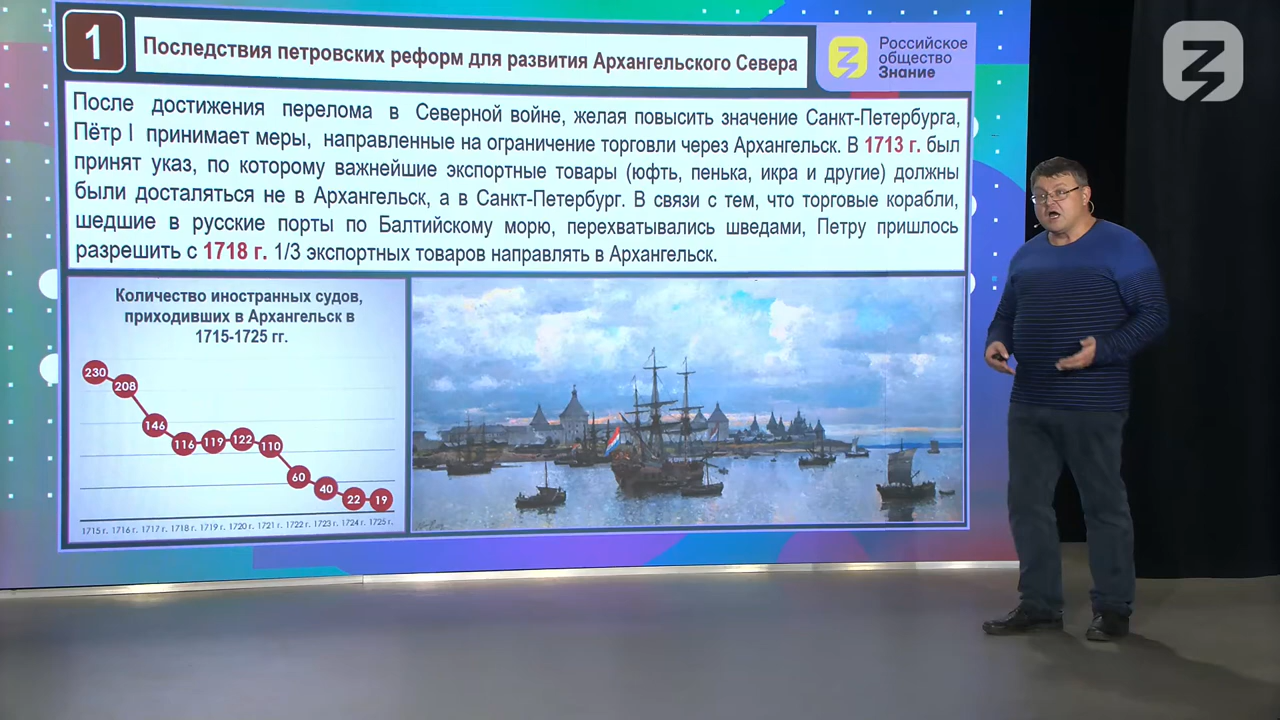 1
Последствия петровских реформ для развития Архангельского Севера
Российское
общество
Знание
После достижения перелома в Северной войне, желая повысить значение Санкт-Петербурга,
Пётр I принимает меры, направленные на ограничение торговли через Архангельск. В 1713 г. был
принят указ, по которому важнейшие экспортные товары (юфть, пенька, икра и другие) должны
были досталяться не в Архангельск, а в Санкт-Петербург. В связи с тем, что торговые корабли,
шедшие в русские порты по Балтийскому морю, перехватывались шведами, Петру пришлось
разрешить с 1718 г. 1/3 экспортных товаров направлять в Архангельск.
Количество иностранных судов,
приходивших в Архангельск в
1715-1725 гг.
230
208
146
116
119
122
110
60
40
22
19
1715 г. 1716 г. 1717 г. 1718 г. 1719 г. 1720 г. 1721 г. 1722 г. 1723 г. 1724 г. 1725 г.